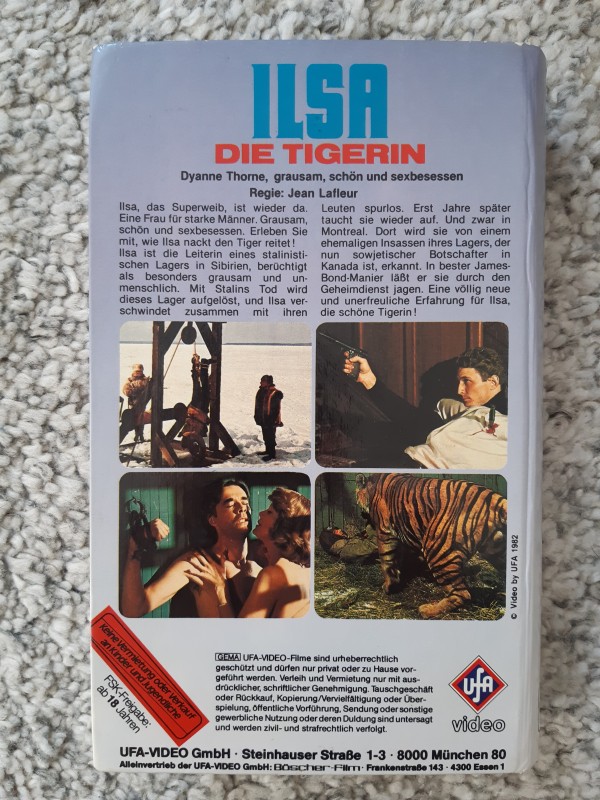 ILSA
DIE TIGERIN
Dyanne Thorne, grausam, schön und sexbesessen
Regie: Jean Lafleur
Ilsa, das Superweib, ist wieder da.
Eine Frau für starke Männer. Grausam,
schön und sexbesessen. Erleben Sie
mit, wie Ilsa nackt den Tiger reitet!
Ilsa ist die Leiterin eines stalinisti-
schen Lagers in Sibirien, berüchtigt
als besonders grausam und un-
menschlich. Mit Stalins Tod wird
dieses Lager aufgelöst, und Ilsa ver-
schwindet zusammen mit ihren
Leuten spurlos. Erst Jahre später
taucht sie wieder auf. Und zwar in
Montreal. Dort wird sie von einem
ehemaligen Insassen ihres Lagers, der
nun sowjetischer Botschafter in
Kanada ist, erkannt. In bester James-
Bond-Manier läßt er sie durch den
Geheimdienst jagen. Eine völlig neue
und unerfreuliche Erfahrung für Ilsa,
die schöne Tigerin!
© Video by UFA 1982
Keine Vermietung oder verkauf
an Kinder und Jugendliche
FSK-Freigabe:
ab 18 Jahren
GEMA UFA-VIDEO-Filme sind urheberrechtlich
geschützt und dürfen nur privat oder zu Hause vor-
geführt werden. Verleih und Vermietung nur mit aus-
drücklicher, schriftlicher Genehmigung. Tauschgeschäft
oder Rückkauf, Kopierung/Vervielfältigung oder Über-
spielung, öffentliche Vorführung, Sendung oder sonstige
gewerbliche Nutzung oder deren Duldung sind untersagt
und werden zivil- und strafrechtlich verfolgt.
UFA
video
UFA-VIDEO GmbH · Steinhauser Straße 1-3 · 8000 München 80
Alleinvertrieb der UFA-VIDEO GmbH: Böscher-Film · Frankenstraße 143 · 4300 Essen 1